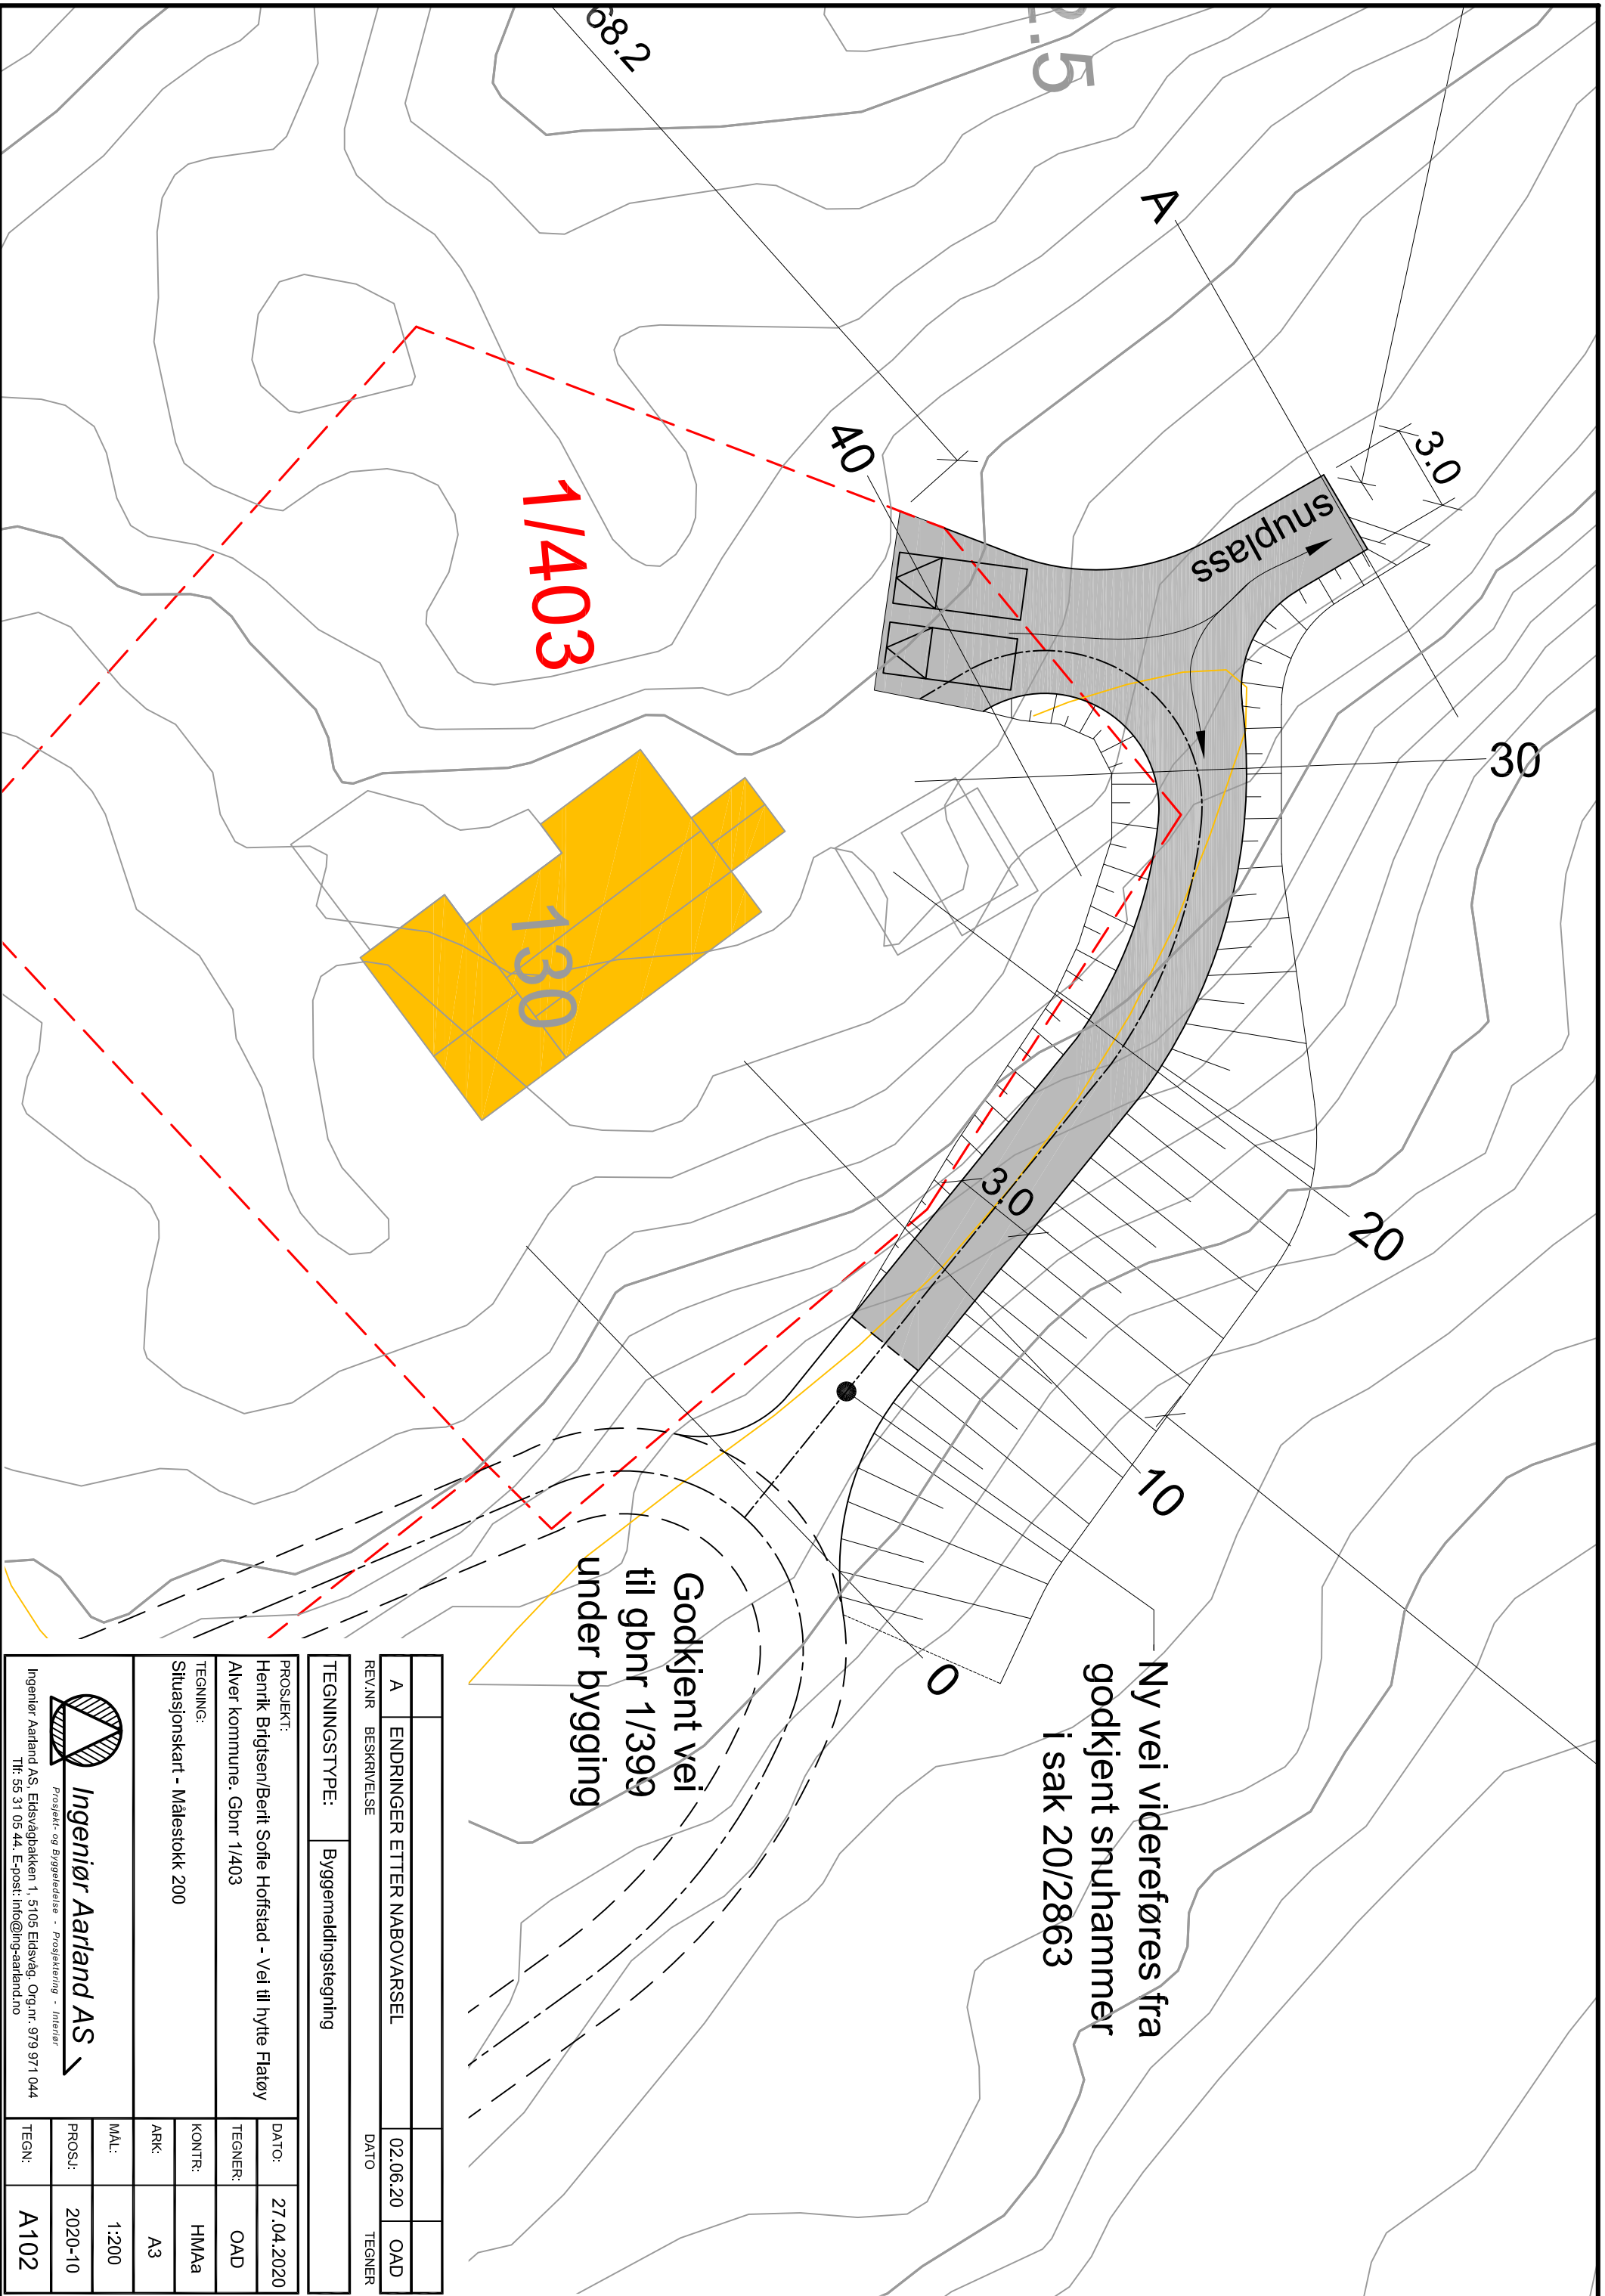 68.2
2.5
A
3.0
snuplass
40
30
1/403
130
3.0
20
10
0
Ny vei videreføres fra
godkjent snuhammer
i sak 20/2863
Godkjent vei
til gbnr 1/399
under bygging
A ENDRINGER ETTER NABOVARSEL 02.06.20 OAD
REV.NR BESKRIVELSE DATO TEGNER
TEGNINGSTYPE: Byggemeldingstegning
PROSJEKT:
Henrik Brigtsen/Berit Sofie Hoffstad - Vei til hytte Flatøy
Alver kommune. Gbnr 1/403
TEGNING:
Situasjonskart - Målestokk 200
DATO: 27.04.2020
TEGNER: OAD
KONTR: HMAa
ARK: A3
MÅL: 1:200
PROSJ: 2020-10
TEGN: A102
Ingeniør Aarland AS
Prosjekt- og Byggeledelse - Prosjektering - Interiør
Ingeniør Aarland AS, Eidsvågbakken 1, 5105 Eidsvåg. Org.nr. 979 971 044
Tlf: 55 31 05 44. E-post: info@ing-aarland.no